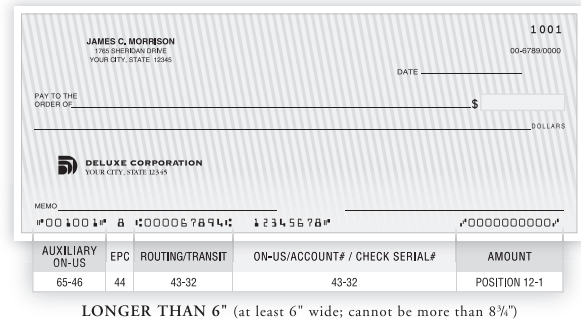 1001
JAMES C. MORRISON
1765 SHERIDAN DRIVE
YOUR CITY, STATE 12345
00-6789/0000
DATE
PAY TO THE
ORDER OF
$
DOLLARS
DELUXE CORPORATION
YOUR CITY, STATE 12345
MEMO
⑈001001⑈ 8 ⑆000067894⑆ 12345678⑈ ⑇0000000000⑇
AUXILIARY ON-US EPC ROUTING/TRANSIT ON-US/ACCOUNT# / CHECK SERIAL# AMOUNT
65-46 44 43-32 43-32 POSITION 12-1
LONGER THAN 6" (at least 6" wide; cannot be more than 8¾")